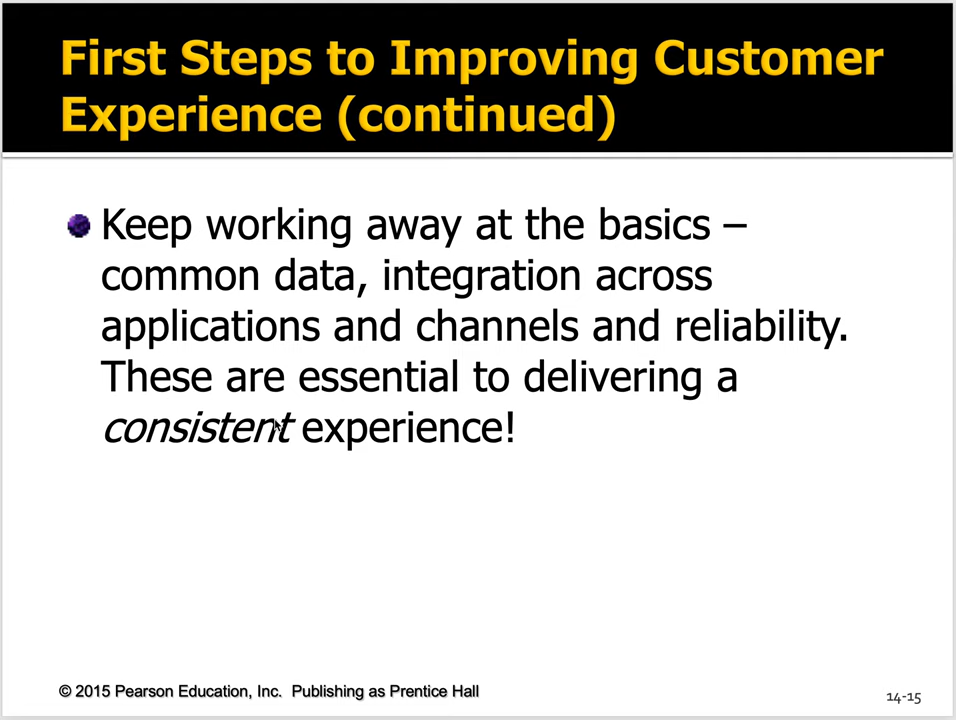 First Steps to Improving Customer
Experience (continued)
Keep working away at the basics –
common data, integration across
applications and channels and reliability.
These are essential to delivering a
consistent experience!
© 2015 Pearson Education, Inc. Publishing as Prentice Hall
14-15